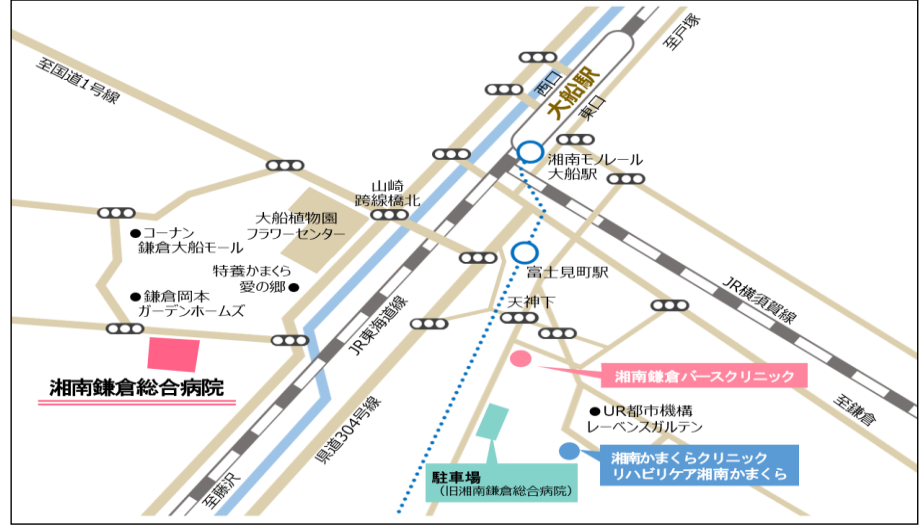 至戸塚
至国道1号線
西口
大船駅
東口
湘南モノレール
大船駅
山崎
跨線橋北
大船植物園
フラワーセンター
●コーナン
鎌倉大船モール
特養かまくら
愛の郷●
富士見町駅
●鎌倉岡本
ガーデンホームズ
天神下
JR東海道線
JR横須賀線
湘南鎌倉総合病院
湘南鎌倉バースクリニック
県道304号線
至鎌倉
●UR都市機構
レーベンスガルテン
湘南かまくらクリニック
リハビリケア湘南かまくら
駐車場
（旧湘南鎌倉総合病院）
至藤沢